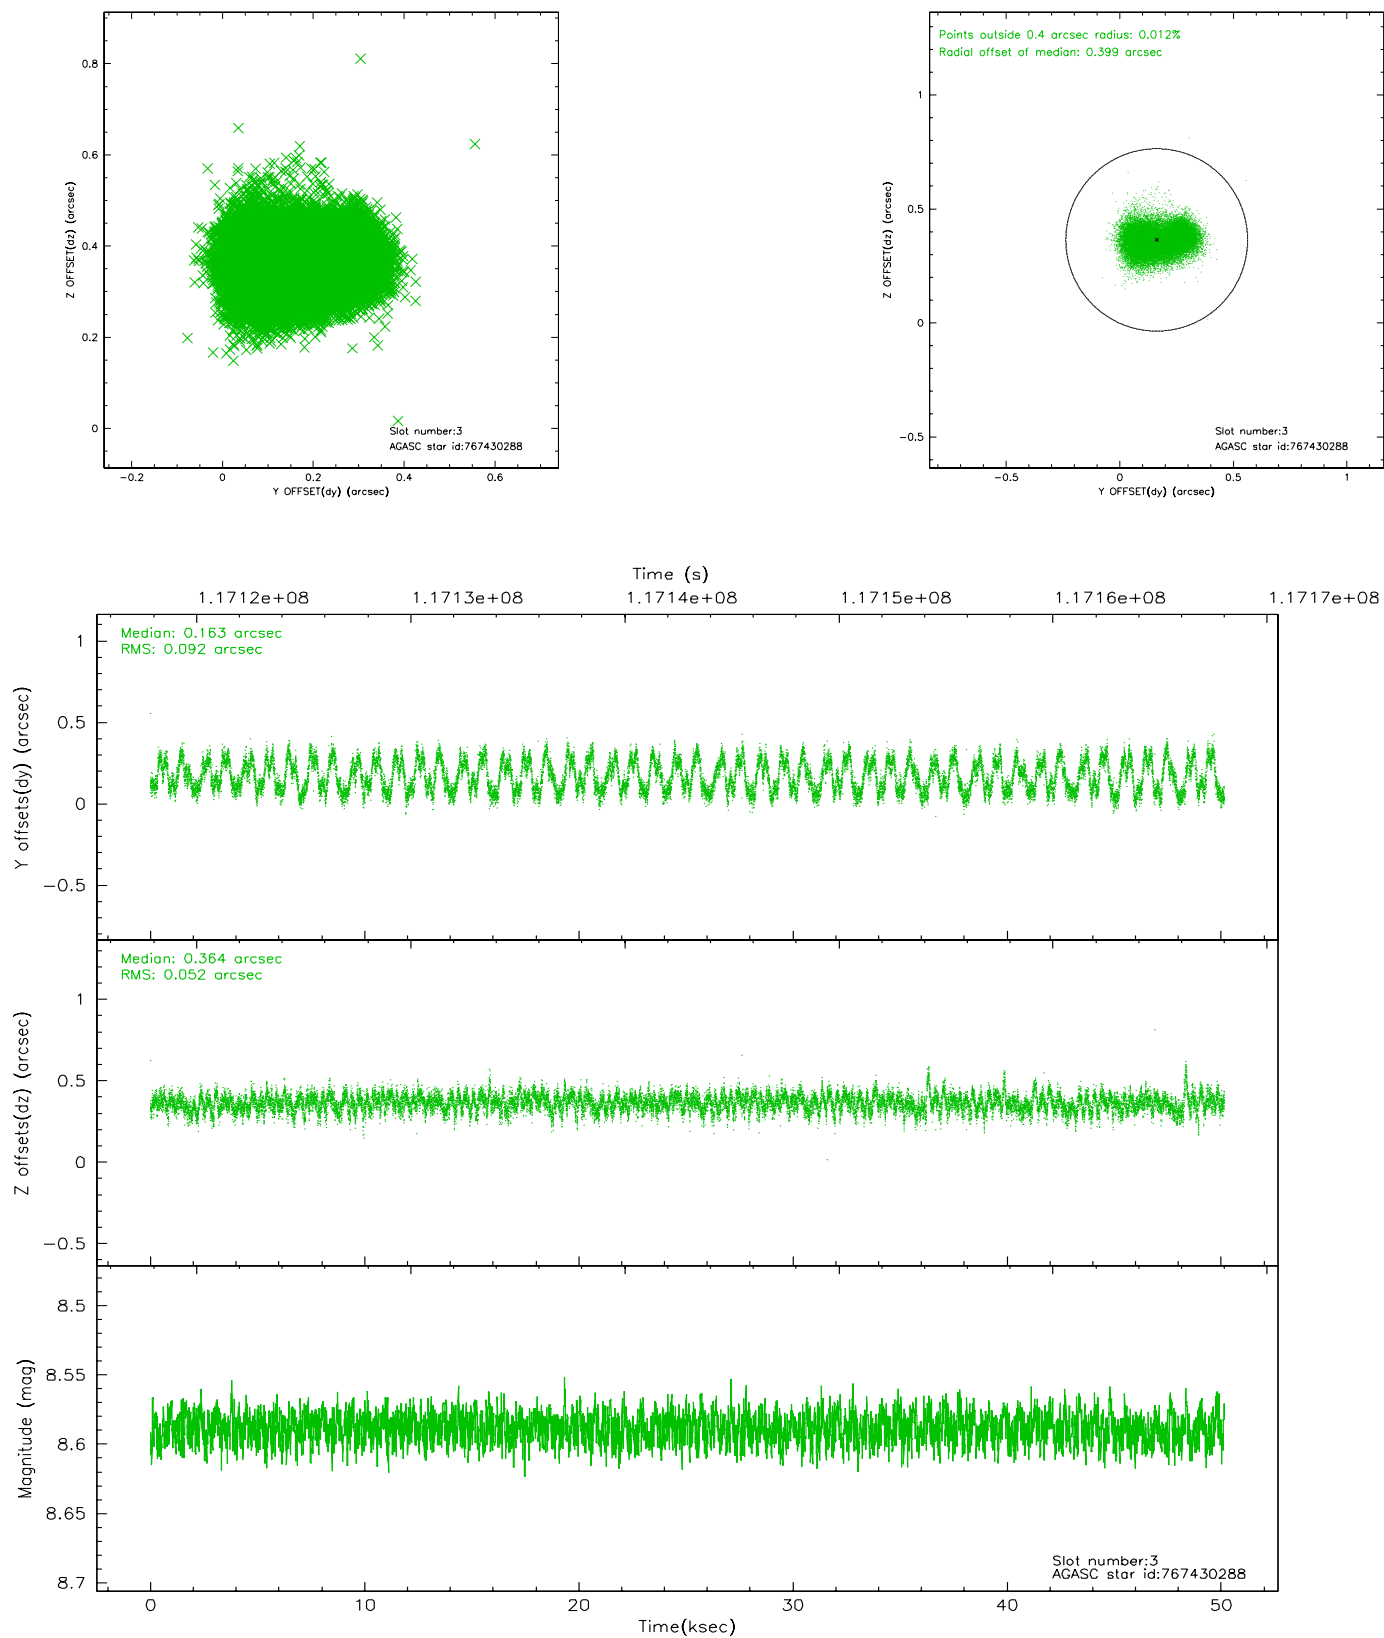 0.8
0.6
0.4
0.2
0
Z OFFSET(dz) (arcsec)
Slot number:3
AGASC star id:767430288
−0.2 0 0.2 0.4 0.6
Y OFFSET(dy) (arcsec)
Points outside 0.4 arcsec radius: 0.012%
Radial offset of median: 0.399 arcsec
1
0.5
0
−0.5
Z OFFSET(dz) (arcsec)
Slot number:3
AGASC star id:767430288
−0.5 0 0.5 1
Y OFFSET(dy) (arcsec)
Time (s)
1.1712e+08 1.1713e+08 1.1714e+08 1.1715e+08 1.1716e+08 1.1717e+08
Median: 0.163 arcsec
RMS: 0.092 arcsec
1
0.5
0
−0.5
Y offsets(dy) (arcsec)
Median: 0.364 arcsec
RMS: 0.052 arcsec
1
0.5
0
−0.5
Z offsets(dz) (arcsec)
8.5
8.55
8.6
8.65
8.7
Magnitude (mag)
Slot number:3
AGASC star id:767430288
0 10 20 30 40 50
Time(ksec)